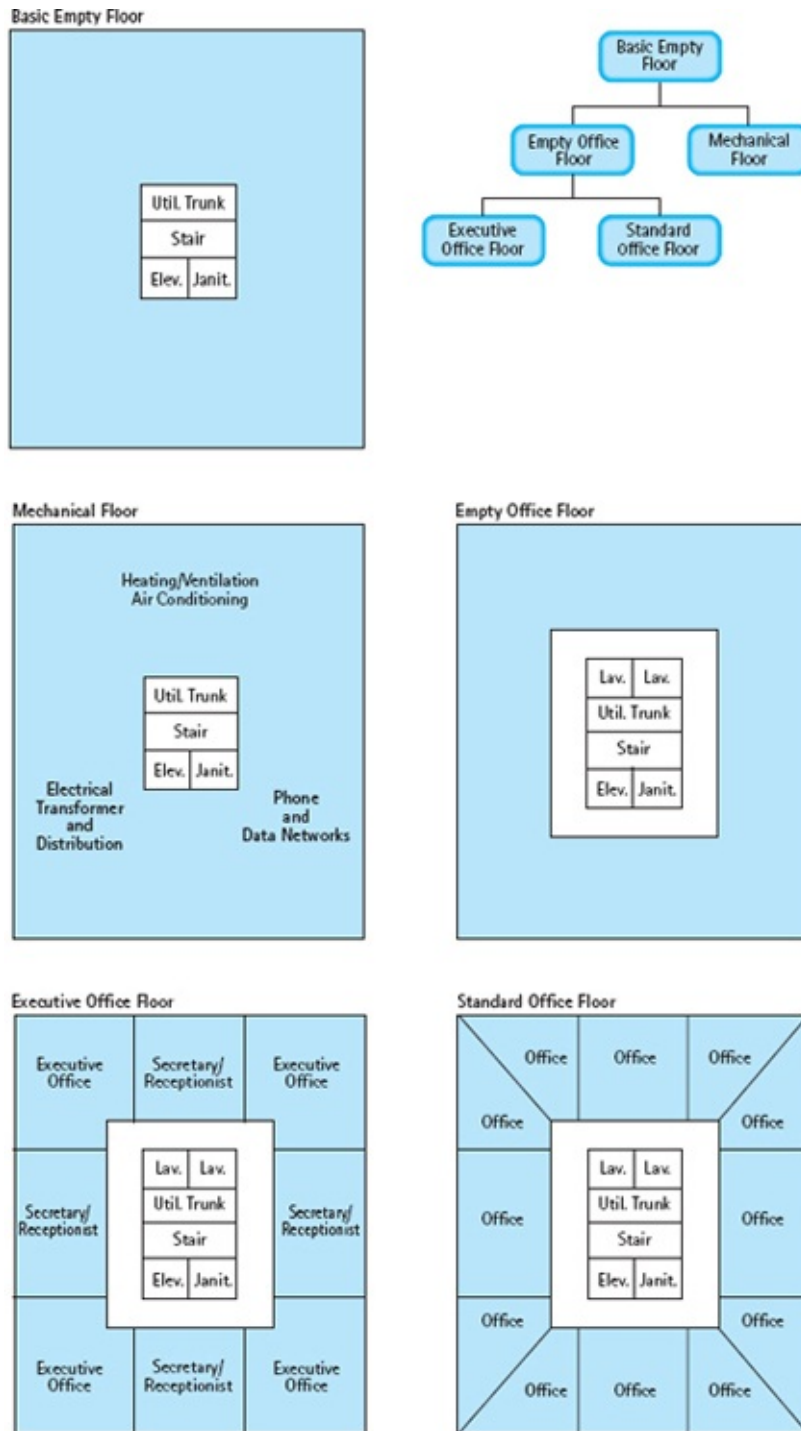 Basic Empty Floor
Util. Trunk
Stair
Elev. Janit.
Basic Empty
Floor
Empty Office
Floor
Mechanical
Floor
Executive
Office Floor
Standard
Office Floor
Mechanical Floor
Heating/Ventilation
Air Conditioning
Util. Trunk
Stair
Elev. Janit.
Electrical
Transformer
and
Distribution
Phone
and
Data Networks
Empty Office Floor
Lav. Lav.
Util. Trunk
Stair
Elev. Janit.
Executive Office Floor
Executive
Office
Secretary/
Receptionist
Executive
Office
Secretary/
Receptionist
Lav. Lav.
Util. Trunk
Stair
Elev. Janit.
Secretary/
Receptionist
Executive
Office
Secretary/
Receptionist
Executive
Office
Standard Office Floor
Office Office Office
Office Office
Lav. Lav.
Util. Trunk
Office Stair Office
Elev. Janit.
Office Office
Office Office Office